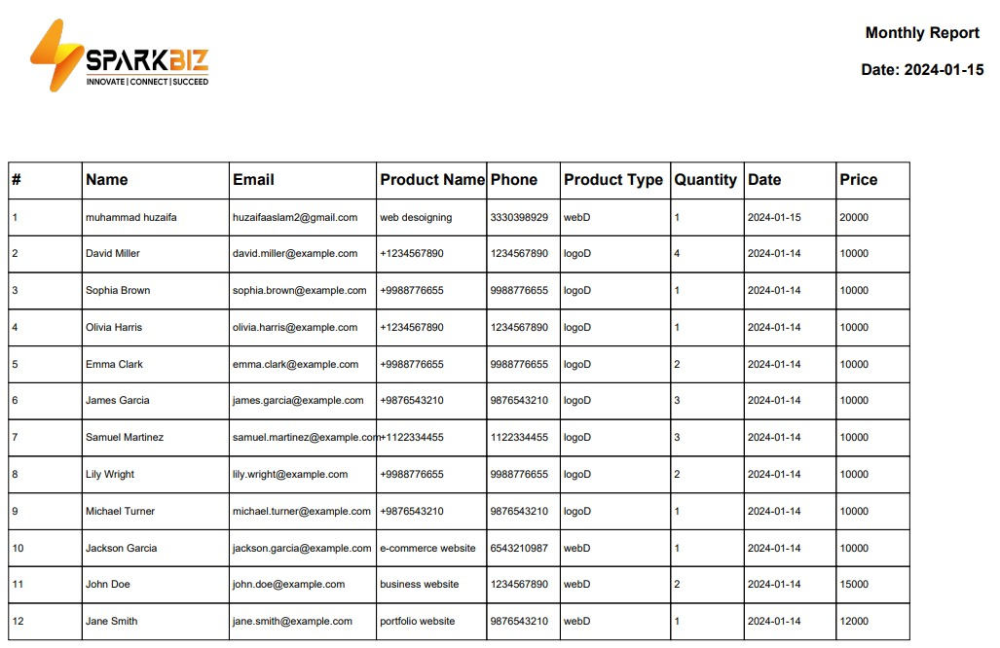 SPARKBIZ
INNOVATE | CONNECT | SUCCEED
Monthly Report
Date: 2024-01-15
# Name Email Product Name Phone Product Type Quantity Date Price
1 muhammad huzaifa huzaifaaslam2@gmail.com web desoigning 3330398929 webD 1 2024-01-15 20000
2 David Miller david.miller@example.com +1234567890 1234567890 logoD 4 2024-01-14 10000
3 Sophia Brown sophia.brown@example.com +9988776655 9988776655 logoD 1 2024-01-14 10000
4 Olivia Harris olivia.harris@example.com +1234567890 1234567890 logoD 1 2024-01-14 10000
5 Emma Clark emma.clark@example.com +9988776655 9988776655 logoD 2 2024-01-14 10000
6 James Garcia james.garcia@example.com +9876543210 9876543210 logoD 3 2024-01-14 10000
7 Samuel Martinez samuel.martinez@example.com +1122334455 1122334455 logoD 3 2024-01-14 10000
8 Lily Wright lily.wright@example.com +9988776655 9988776655 logoD 2 2024-01-14 10000
9 Michael Turner michael.turner@example.com +9876543210 9876543210 logoD 1 2024-01-14 10000
10 Jackson Garcia jackson.garcia@example.com e-commerce website 6543210987 webD 1 2024-01-14 10000
11 John Doe john.doe@example.com business website 1234567890 webD 2 2024-01-14 15000
12 Jane Smith jane.smith@example.com portfolio website 9876543210 webD 1 2024-01-14 12000